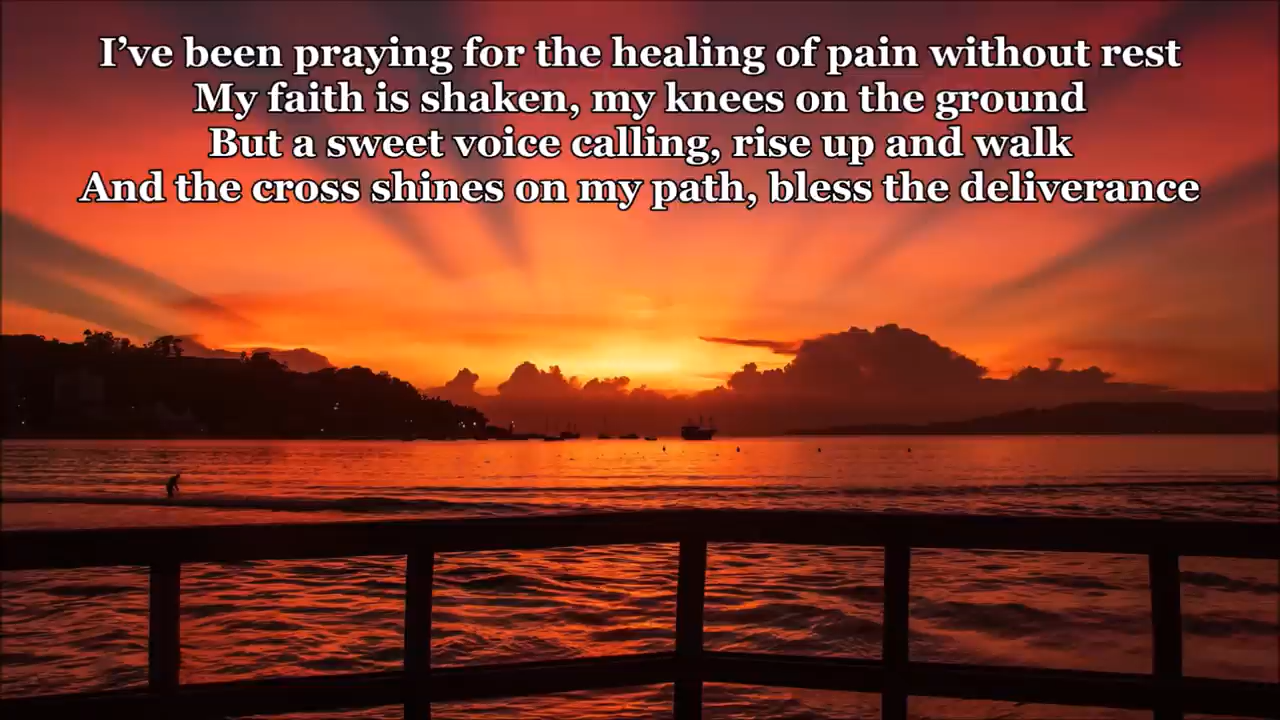 I’ve been praying for the healing of pain without rest
My faith is shaken, my knees on the ground
But a sweet voice calling, rise up and walk
And the cross shines on my path, bless the deliverance